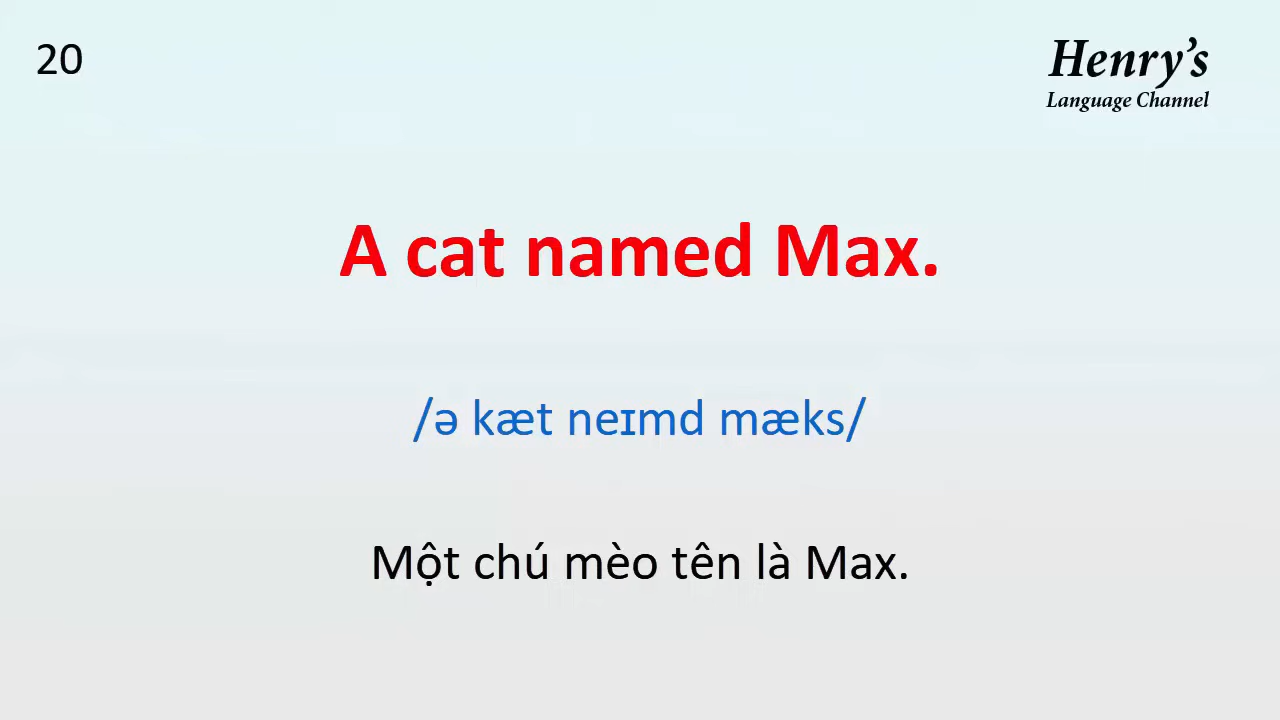 20
Henry’s
Language Channel
A cat named Max.
/ə kæt neɪmd mæks/
Một chú mèo tên là Max.